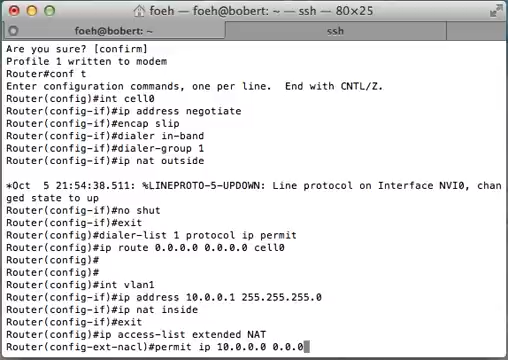 foeh — foeh@bobert: ~ — ssh — 80×25
foeh@bobert: ~
ssh
Are you sure? [confirm]
Profile 1 written to modem
Router#conf t
Enter configuration commands, one per line.  End with CNTL/Z.
Router(config)#int cell0
Router(config-if)#ip address negotiate
Router(config-if)#encap slip
Router(config-if)#dialer in-band
Router(config-if)#dialer-group 1
Router(config-if)#ip nat outside
*Oct  5 21:54:38.511: %LINEPROTO-5-UPDOWN: Line protocol on Interface NVI0, chan
ged state to up
Router(config-if)#no shut
Router(config-if)#exit
Router(config)#dialer-list 1 protocol ip permit
Router(config)#ip route 0.0.0.0 0.0.0.0 cell0
Router(config)#
Router(config)#
Router(config)#int vlan1
Router(config-if)#ip address 10.0.0.1 255.255.255.0
Router(config-if)#ip nat inside
Router(config-if)#exit
Router(config)#ip access-list extended NAT
Router(config-ext-nacl)#permit ip 10.0.0.0 0.0.0